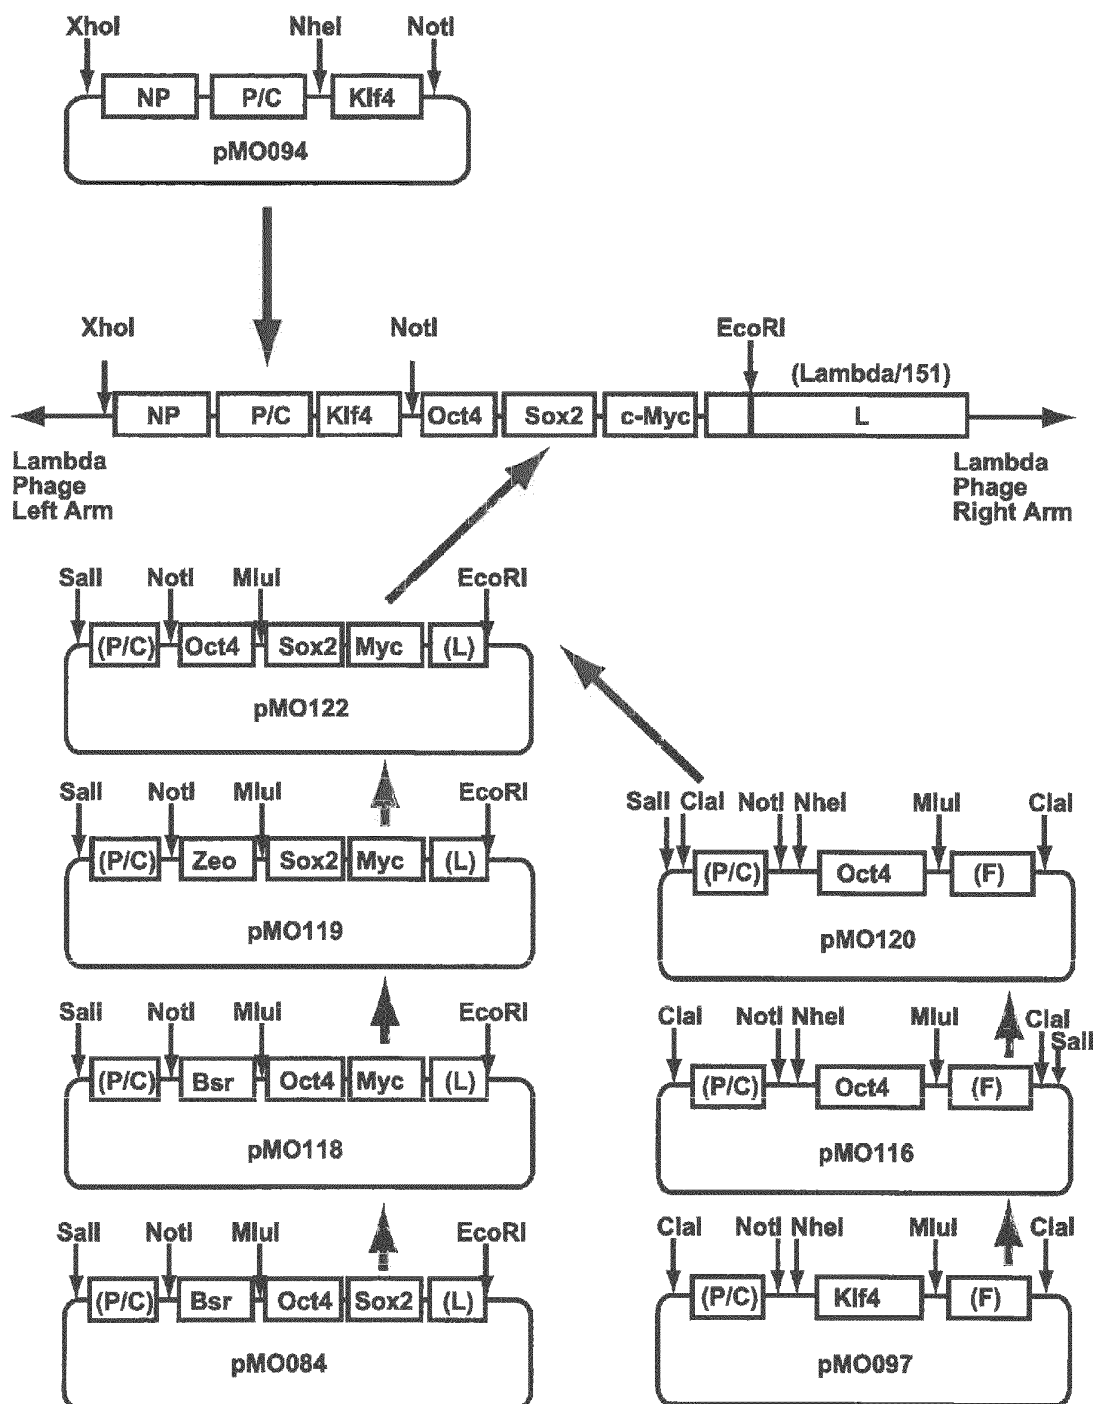 XhoI NheI NotI
NP P/C Klf4
pMO094
XhoI NotI EcoRI
(Lambda/151)
NP P/C Klf4 Oct4 Sox2 c-Myc L
Lambda
Phage
Left Arm
Lambda
Phage
Right Arm
SalI NotI MluI EcoRI
(P/C) Oct4 Sox2 Myc (L)
pMO122
SalI NotI MluI EcoRI
(P/C) Zeo Sox2 Myc (L)
pMO119
SalI NotI MluI EcoRI
(P/C) Bsr Oct4 Myc (L)
pMO118
SalI NotI MluI EcoRI
(P/C) Bsr Oct4 Sox2 (L)
pMO084
SalI ClaI NotI NheI MluI ClaI
(P/C) Oct4 (F)
pMO120
ClaI NotI NheI MluI ClaI SalI
(P/C) Oct4 (F)
pMO116
ClaI NotI NheI MluI ClaI
(P/C) Klf4 (F)
pMO097